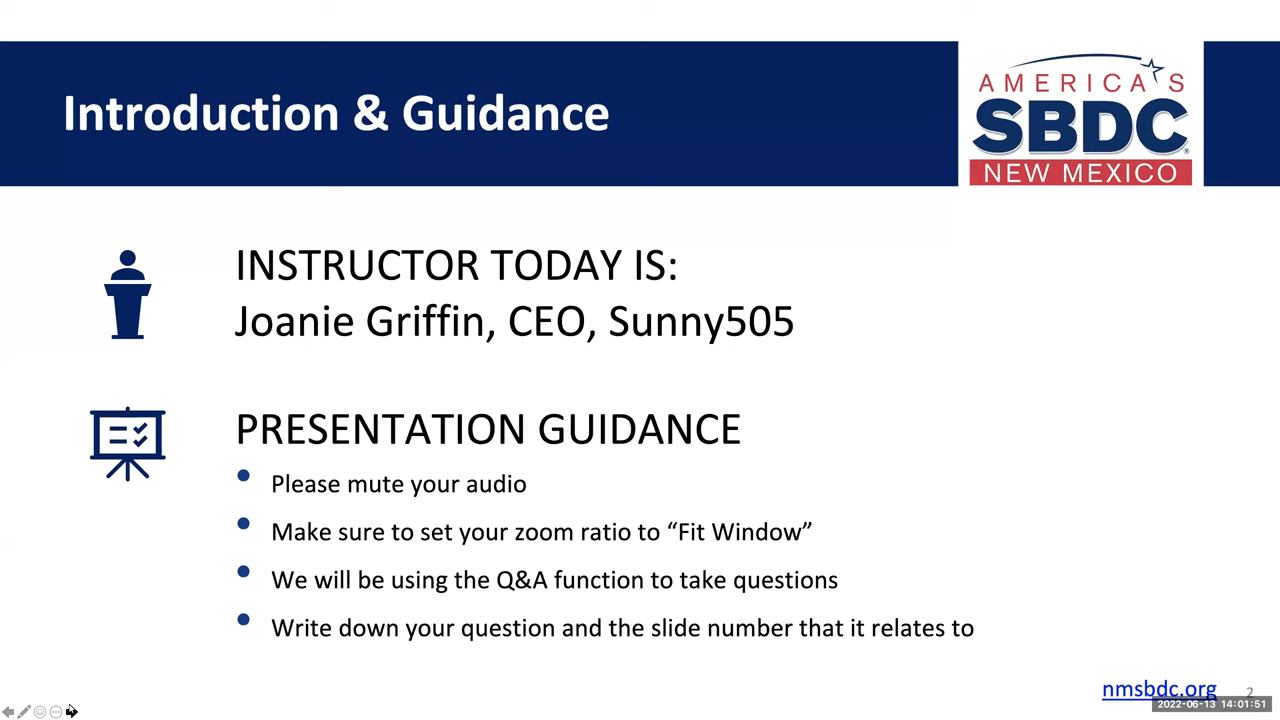 Introduction & Guidance
AMERICA'S
SBDC
®
NEW MEXICO
INSTRUCTOR TODAY IS:
Joanie Griffin, CEO, Sunny505
PRESENTATION GUIDANCE
• Please mute your audio
• Make sure to set your zoom ratio to “Fit Window”
• We will be using the Q&A function to take questions
• Write down your question and the slide number that it relates to
nmsbdc.org
2
2022-06-13 14:01:51